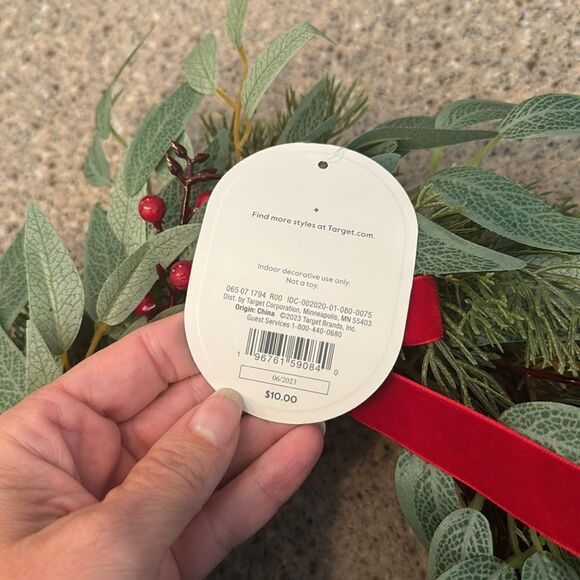 Find more styles at Target.com.
Indoor decorative use only.
Not a toy.
065 07 1794 R00 IDC-002020-01-080-0075
Dist. by Target Corporation, Minneapolis, MN 55403
Origin: China ©2023 Target Brands, Inc.
Guest Services 1-800-440-0680
1 96761 59084 0
06/2023
$10.00